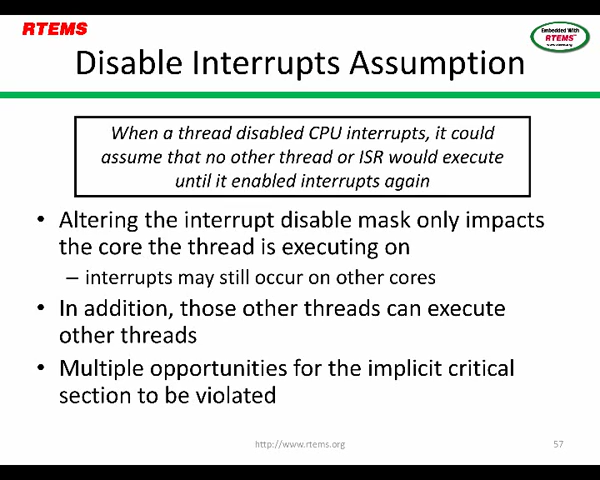 RTEMS
Embedded With
RTEMS
www.rtems.org
Disable Interrupts Assumption
When a thread disabled CPU interrupts, it could
assume that no other thread or ISR would execute
until it enabled interrupts again
• Altering the interrupt disable mask only impacts
the core the thread is executing on
– interrupts may still occur on other cores
• In addition, those other threads can execute
other threads
• Multiple opportunities for the implicit critical
section to be violated
http://www.rtems.org
57